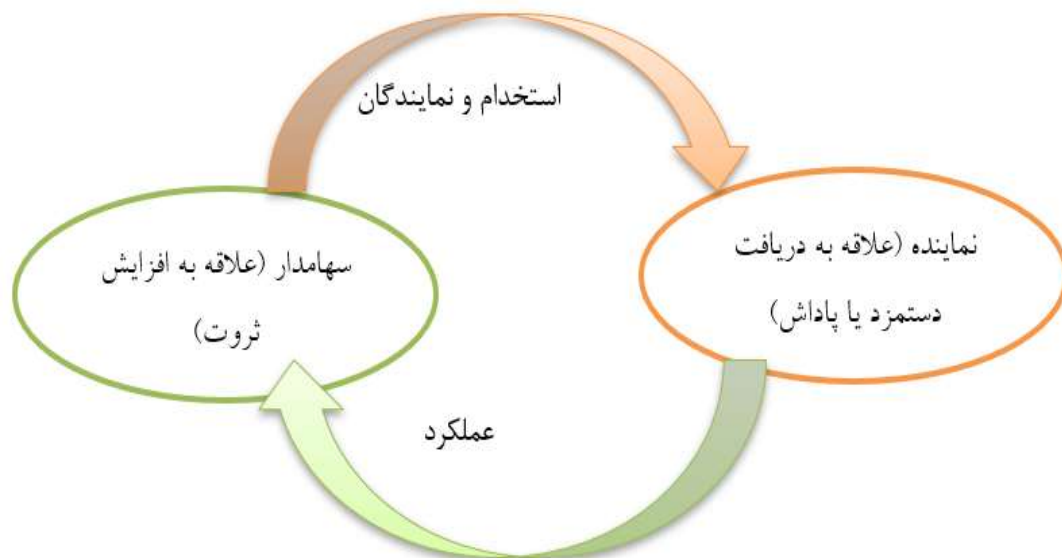 استخدام و نمایندگان
نماینده (علاقه به دریافت
دستمزد یا پاداش)
سهامدار (علاقه به افزایش
ثروت)
عملکرد